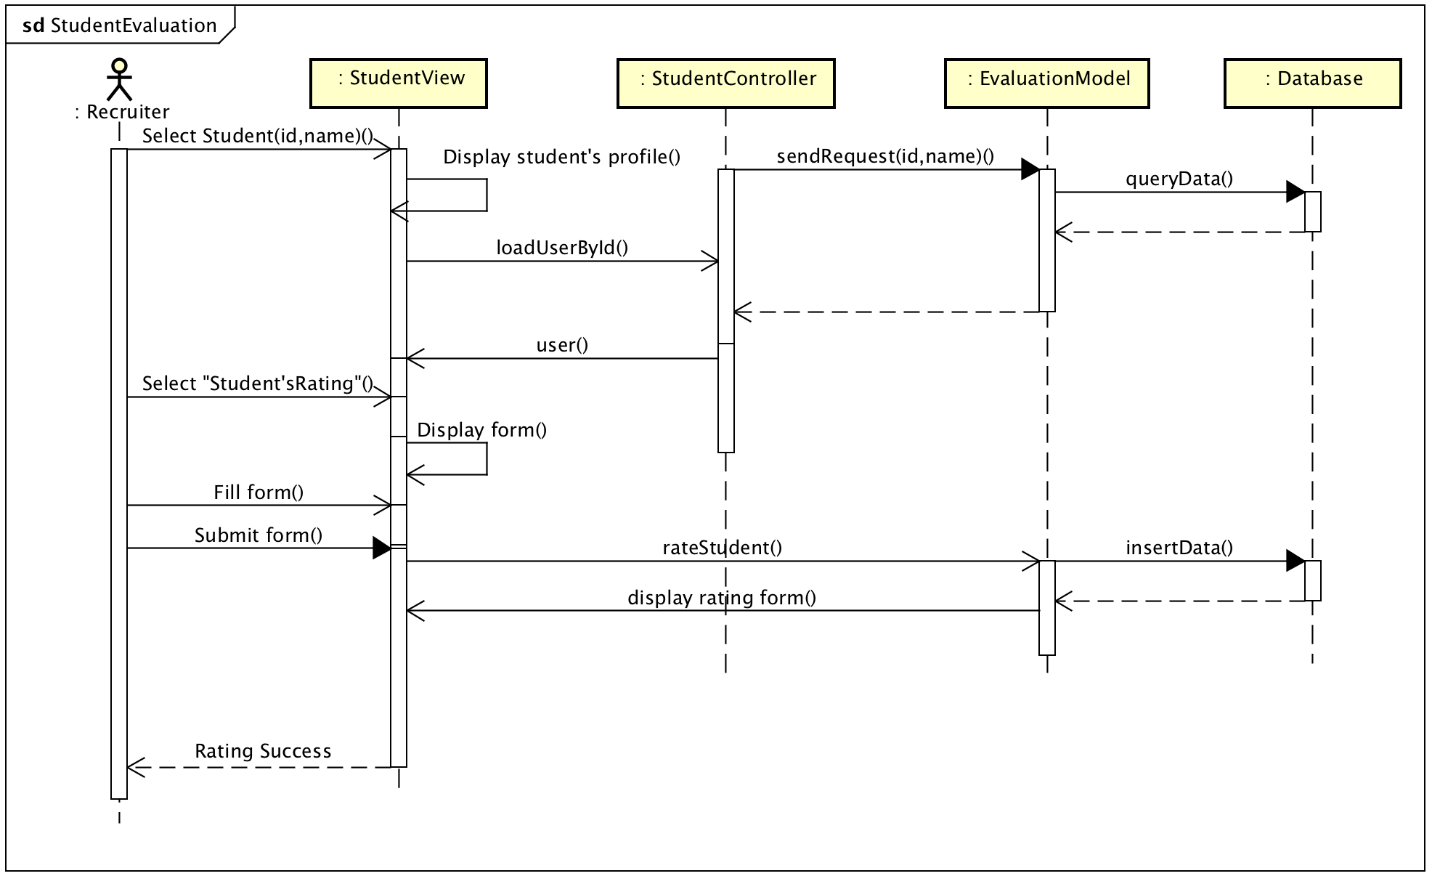 sd StudentEvaluation
: Recruiter
: StudentView
: StudentController
: EvaluationModel
: Database
Select Student(id,name)()
Display student's profile()
sendRequest(id,name)()
queryData()
loadUserById()
user()
Select "Student'sRating"()
Display form()
Fill form()
Submit form()
rateStudent()
insertData()
display rating form()
Rating Success